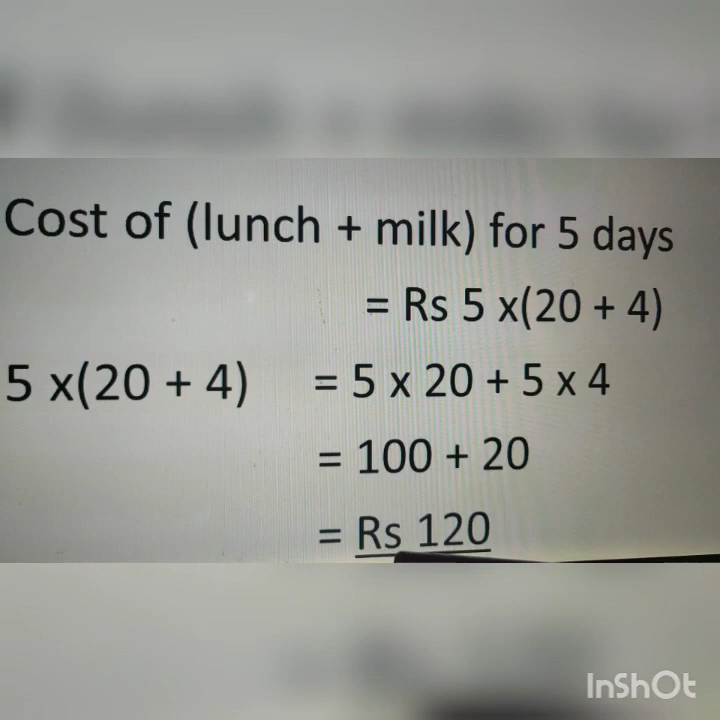 Cost of (lunch + milk) for 5 days
= Rs 5 x(20 + 4)
5 x(20 + 4) = 5 x 20 + 5 x 4
= 100 + 20
= Rs 120
InShOt